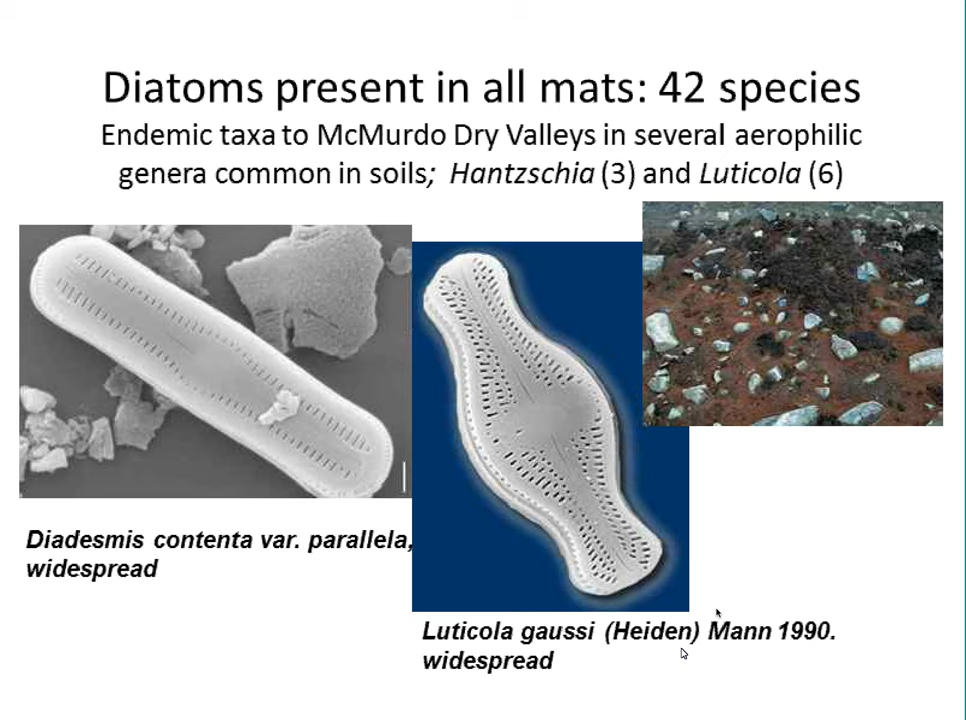 Diatoms present in all mats: 42 species
Endemic taxa to McMurdo Dry Valleys in several aerophilic
genera common in soils; Hantzschia (3) and Luticola (6)
Diadesmis contenta var. parallela,
widespread
Luticola gaussi (Heiden) Mann 1990.
widespread